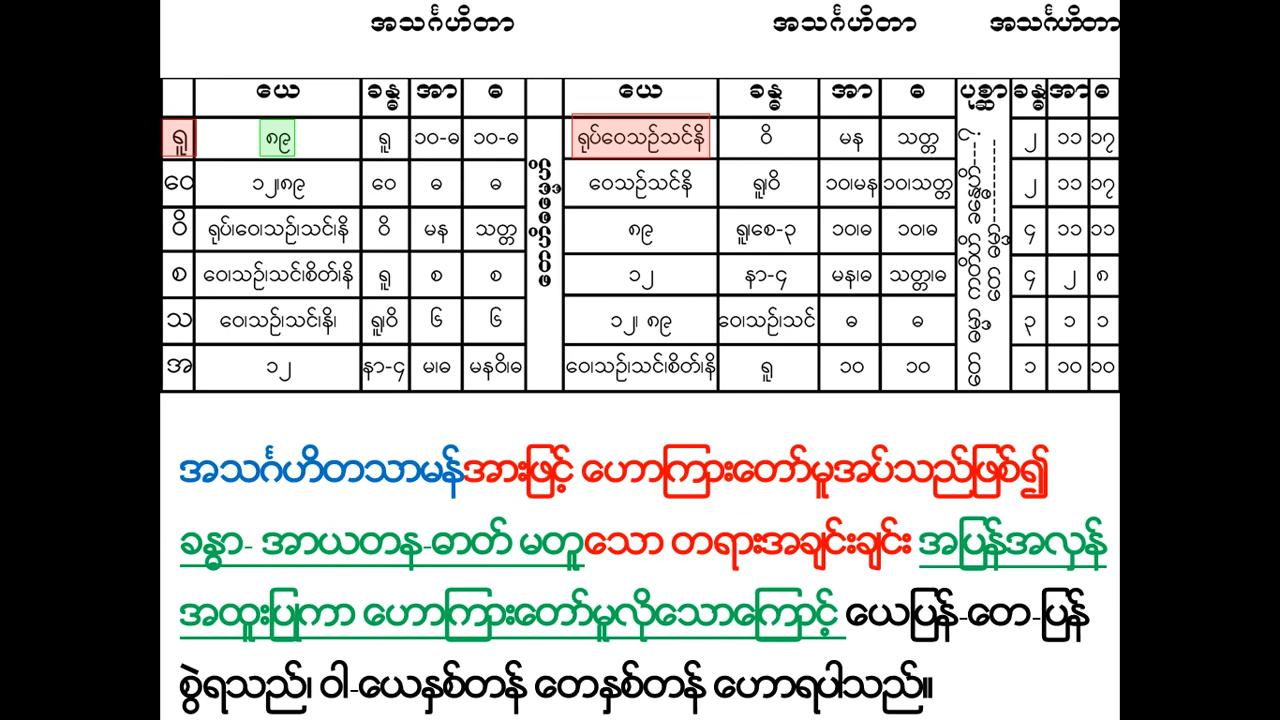 အသင်္ဂဟိတာ အသင်္ဂဟိတာ အသင်္ဂဟိတာ
ယေ ခန္ဓ အာ ဓ ယေ ခန္ဓ အာ ဓ ပုစ္ဆာ ခန္ဓ အာ ဓ
ရူ ၈၉ ရူ ၁၀-ဓ ၁၀-ဓ ရုပ်ဝေသဉ်သင်နိ ဝိ မန သတ္တ ၂ ၁၁ ၁၇
ဝေ ၁၂၊၈၉ ဝေ ဓ ဓ ဝေသဉ်သင်နိ ရူ၊ဝိ ၁၀၊မန ၁၀၊သတ္တ ၂ ၁၁ ၁၇
ဝိ ရုပ်၊ဝေ၊သဉ်၊သင်၊နိ ဝိ မန သတ္တ ၈၉ ရူ၊စေ-၃ ၁၀၊ဓ ၁၀၊ဓ ၄ ၁၁ ၁၁
စ ဝေ၊သဉ်၊သင်၊စိတ်၊နိ ရူ စ စ ၁၂ နာ-၄ မန၊ဓ သတ္တ၊ဓ ၄ ၂ ၈
သ ဝေ၊သဉ်၊သင်၊နိ၊ ရူ၊ဝိ ၆ ၆ ၁၂၊ ၈၉ ဝေ၊သဉ်၊သင် ဓ ဓ ၃ ၁ ၁
အ ၁၂ နာ-၄ မ၊ဓ မနဝိ၊ဓ ဝေ၊သဉ်၊သင်၊စိတ်၊နိ ရူ ၁၀ ၁၀ ၁ ၁၀ ၁၀
အသင်္ဂဟိတသာမန်အားဖြင့် ဟောကြားတော်မူအပ်သည်ဖြစ်၍
ခန္ဓာ- အာယတန-ဓာတ် မတူသော တရားအချင်းချင်း အပြန်အလှန်
အထူးပြုကာ ဟောကြားတော်မူလိုသောကြောင့် ယေပြန်-တေ-ပြန်
စွဲရသည်၊ ဝါ-ယေနှစ်တန် တေနှစ်တန် ဟောရပါသည်။